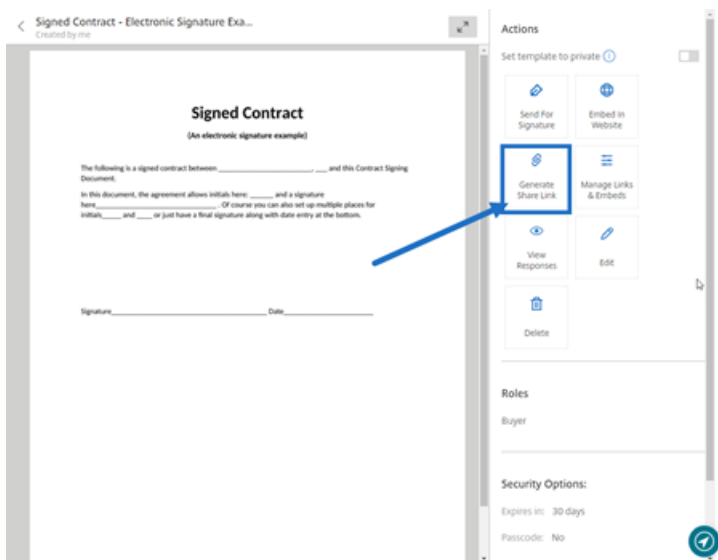 Signed Contract - Electronic Signature Exa...
Created by me
Signed Contract
(An electronic signature example)
The following is a signed contract between __________________________, ___ and this Contract Signing
Document.
In this document, the agreement allows initials here: ______ and a signature
here________________________________ . Of course you can also set up multiple places for
initials_____ and ____ or just have a final signature along with date entry at the bottom.
Signature__________________________________________ Date________________________
Actions
Set template to private
Send For
Signature
Embed In
Website
Generate
Share Link
Manage Links
& Embeds
View
Responses
Edit
Delete
Roles
Buyer
Security Options:
Expires in: 30 days
Passcode: No